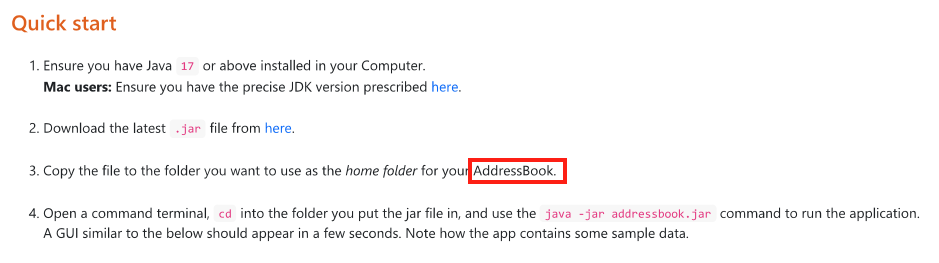 Quick start
1. Ensure you have Java 17 or above installed in your Computer.
Mac users: Ensure you have the precise JDK version prescribed here.
2. Download the latest .jar file from here.
3. Copy the file to the folder you want to use as the home folder for your AddressBook.
4. Open a command terminal, cd into the folder you put the jar file in, and use the java -jar addressbook.jar command to run the application.
A GUI similar to the below should appear in a few seconds. Note how the app contains some sample data.